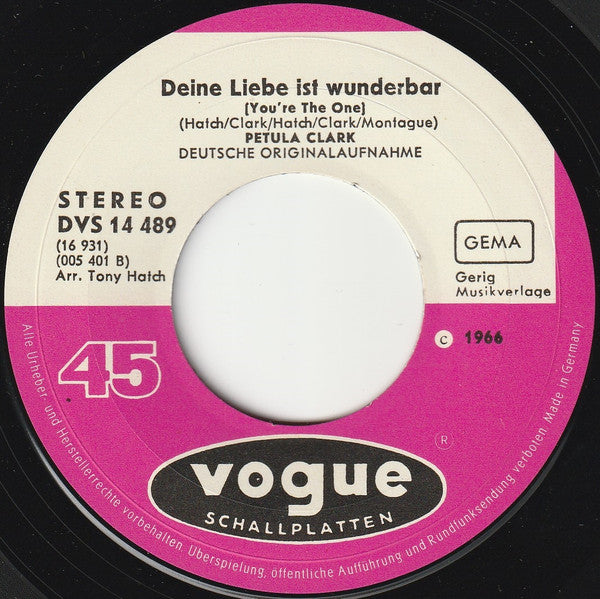 Deine Liebe ist wunderbar
(You're The One)
(Hatch/Clark/Hatch/Clark/Montague)
PETULA CLARK
DEUTSCHE ORIGINALAUFNAHME
STEREO
DVS 14 489
(16 931)
(005 401 B)
Arr. Tony Hatch
GEMA
Gerig
Musikverlage
45
© 1966
®
vogue
SCHALLPLATTEN
Alle Urheber- und Herstellerrechte vorbehalten. Überspielung, öffentliche Aufführung und Rundfunksendung verboten. Made in Germany